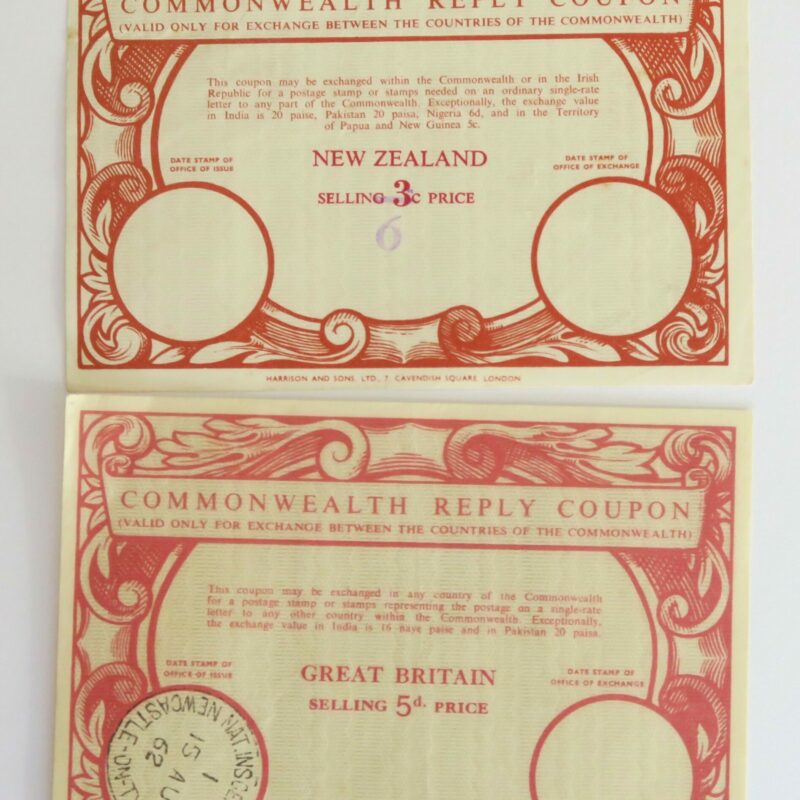 COMMONWEALTH REPLY COUPON
(VALID ONLY FOR EXCHANGE BETWEEN THE COUNTRIES OF THE COMMONWEALTH)
This coupon may be exchanged within the Commonwealth or in the Irish
Republic for a postage stamp or stamps needed on an ordinary single-rate
letter to any part of the Commonwealth. Exceptionally, the exchange value
in India is 20 paise, Pakistan 20 paisa, Nigeria 6d, and in the Territory
of Papua and New Guinea 5c.
DATE STAMP OF
OFFICE OF ISSUE
NEW ZEALAND
SELLING 3c PRICE
6
DATE STAMP OF
OFFICE OF EXCHANGE
HARRISON AND SONS, LTD., 7 CAVENDISH SQUARE, LONDON
COMMONWEALTH REPLY COUPON
(VALID ONLY FOR EXCHANGE BETWEEN THE COUNTRIES OF THE COMMONWEALTH)
This coupon may be exchanged in any country of the Commonwealth
for a postage stamp or stamps representing the postage on a single-rate
letter to any other country within the Commonwealth. Exceptionally,
the exchange value in India is 16 naye paise and in Pakistan 20 paisa.
DATE STAMP OF
OFFICE OF ISSUE
GREAT BRITAIN
SELLING 5d. PRICE
DATE STAMP OF
OFFICE OF EXCHANGE
1
15 AU
62